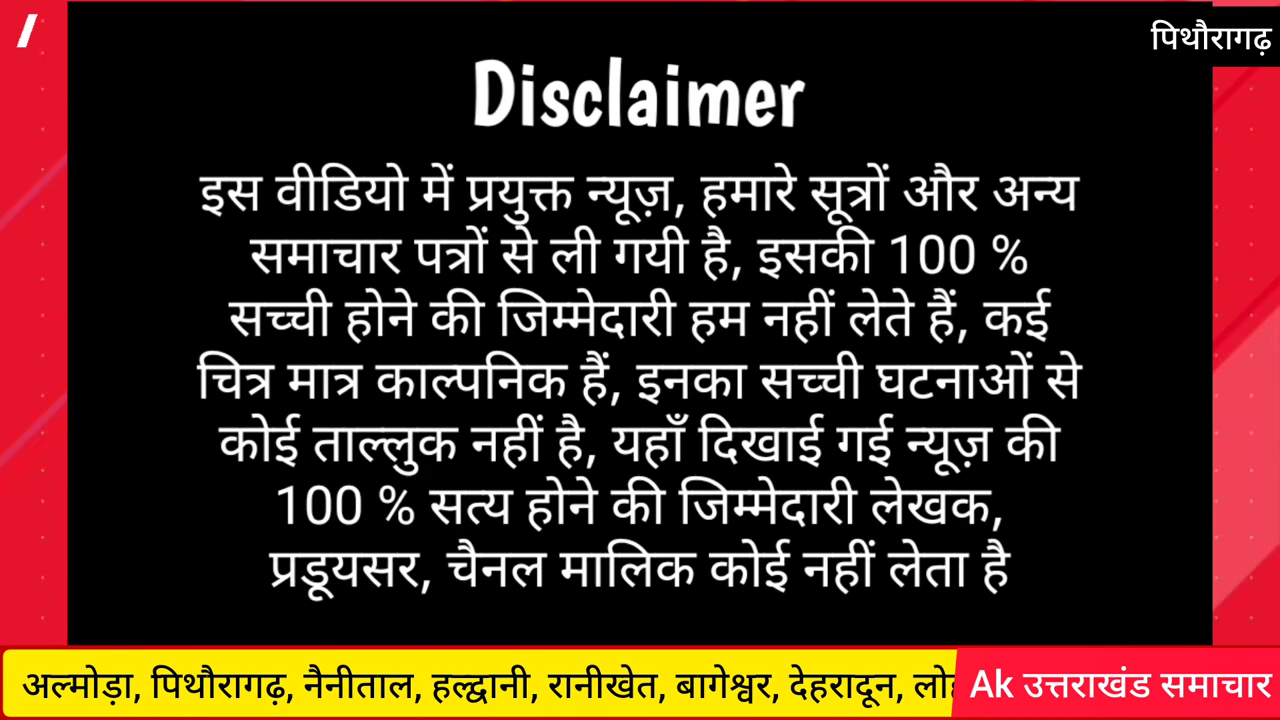 पिथौरागढ़
Disclaimer
इस वीडियो में प्रयुक्त न्यूज़, हमारे सूत्रों और अन्य
समाचार पत्रों से ली गयी है, इसकी 100 %
सच्ची होने की जिम्मेदारी हम नहीं लेते हैं, कई
चित्र मात्र काल्पनिक हैं, इनका सच्ची घटनाओं से
कोई ताल्लुक नहीं है, यहाँ दिखाई गई न्यूज़ की
100 % सत्य होने की जिम्मेदारी लेखक,
प्रडूयसर, चैनल मालिक कोई नहीं लेता है
अल्मोड़ा, पिथौरागढ़, नैनीताल, हल्द्वानी, रानीखेत, बागेश्वर, देहरादून,
Ak उत्तराखंड समाचार